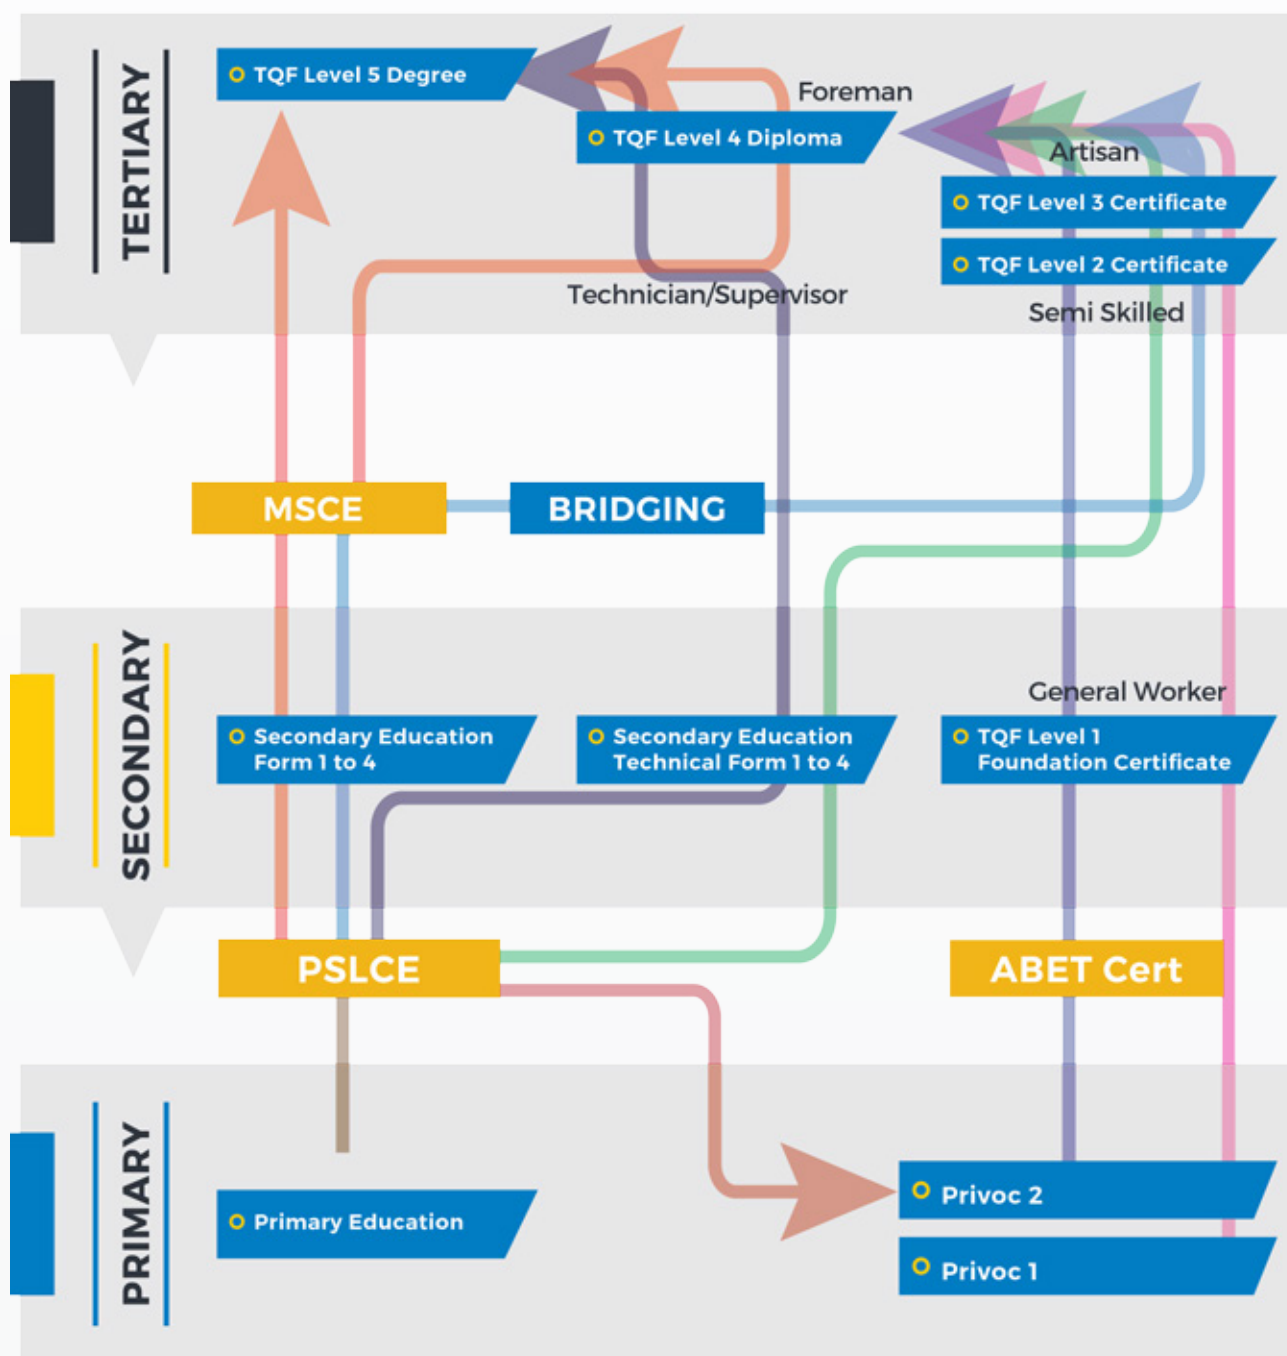 TERTIARY
TQF Level 5 Degree
Foreman
TQF Level 4 Diploma
Artisan
TQF Level 3 Certificate
TQF Level 2 Certificate
Technician/Supervisor
Semi Skilled
MSCE
BRIDGING
SECONDARY
General Worker
Secondary Education
Form 1 to 4
Secondary Education
Technical Form 1 to 4
TQF Level 1
Foundation Certificate
PSLCE
ABET Cert
PRIMARY
Primary Education
Privoc 2
Privoc 1